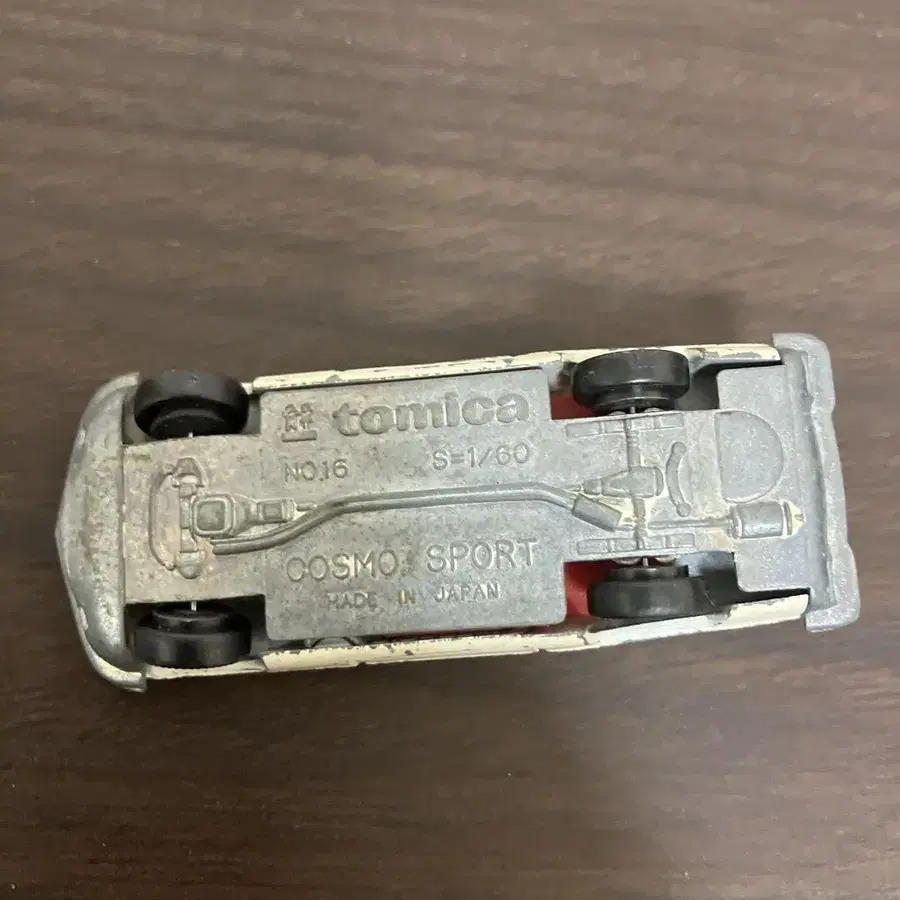 tomica
NO.16 S=1/60
COSMO SPORT
MADE IN JAPAN